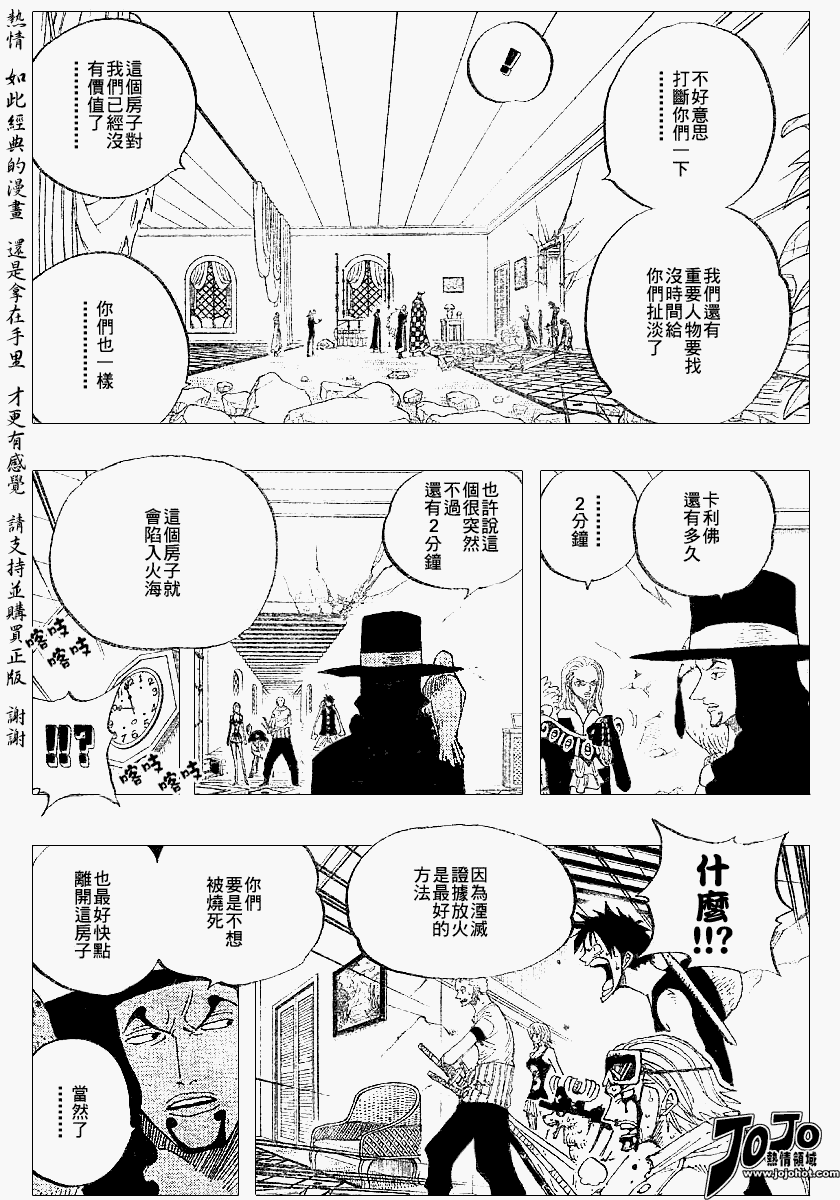 熱情 如此經典的漫畫 還是拿在手里 才更有感覺 請支持並購買正版 謝謝
不好意思
打斷你們一下
………
!
我們還有
重要人物要找
沒時間給
你們扯淡了
這個房子對
我們已經沒
有價值了
………
你們也一樣
………
卡利佛
還有多久
………
2分鐘
也許說這
個很突然
不過
還有2分鐘
這個房子就
會陷入火海
喀吱
喀吱
!!?
喀吱
喀吱
什麼!!?
因為湮滅
證據放火
是最好的
方法
你們
要是不想
被燒死
也最好快點
離開這房子
當然了
………
JOJO
熱情領域
www.jojohot.com